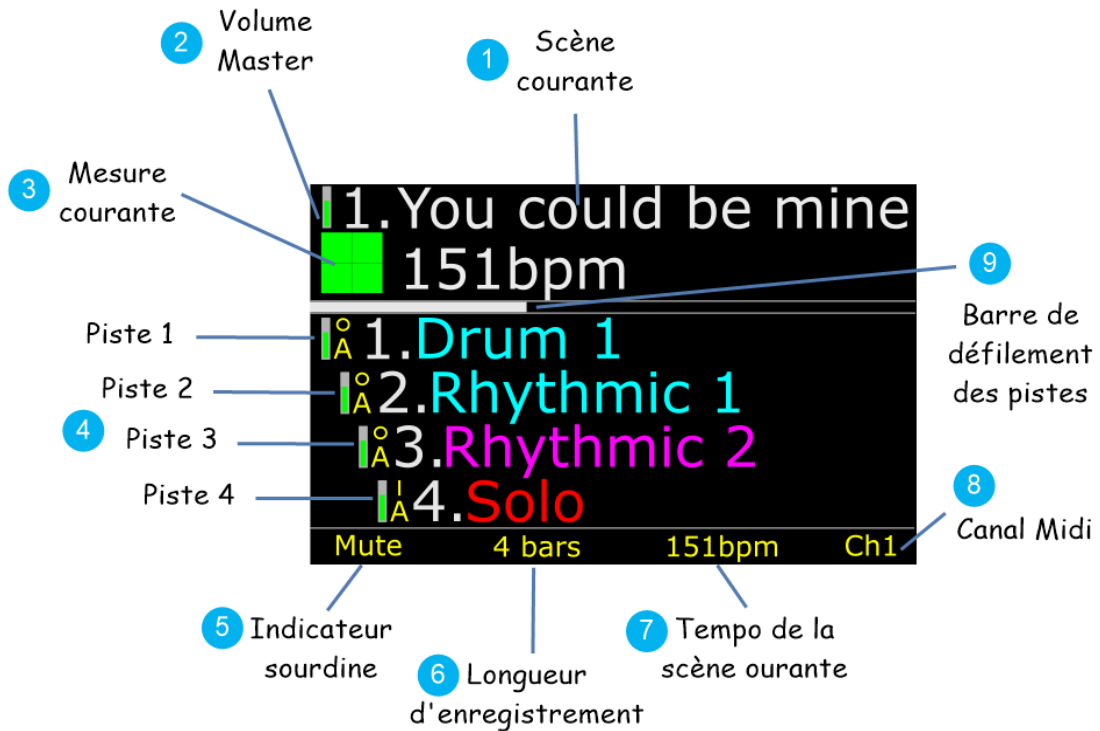 2 Volume
Master
1 Scène
courante
3 Mesure
courante
1.You could be mine
151bpm
9
Barre de
défilement
des pistes
Piste 1
Piste 2
4 Piste 3
Piste 4
O
A 1.Drum 1
O
A 2.Rhythmic 1
O
A 3.Rhythmic 2
I
A 4.Solo
Mute 4 bars 151bpm Ch1
8
Canal Midi
5 Indicateur
sourdine
6 Longueur
d'enregistrement
7 Tempo de la
scène ourante